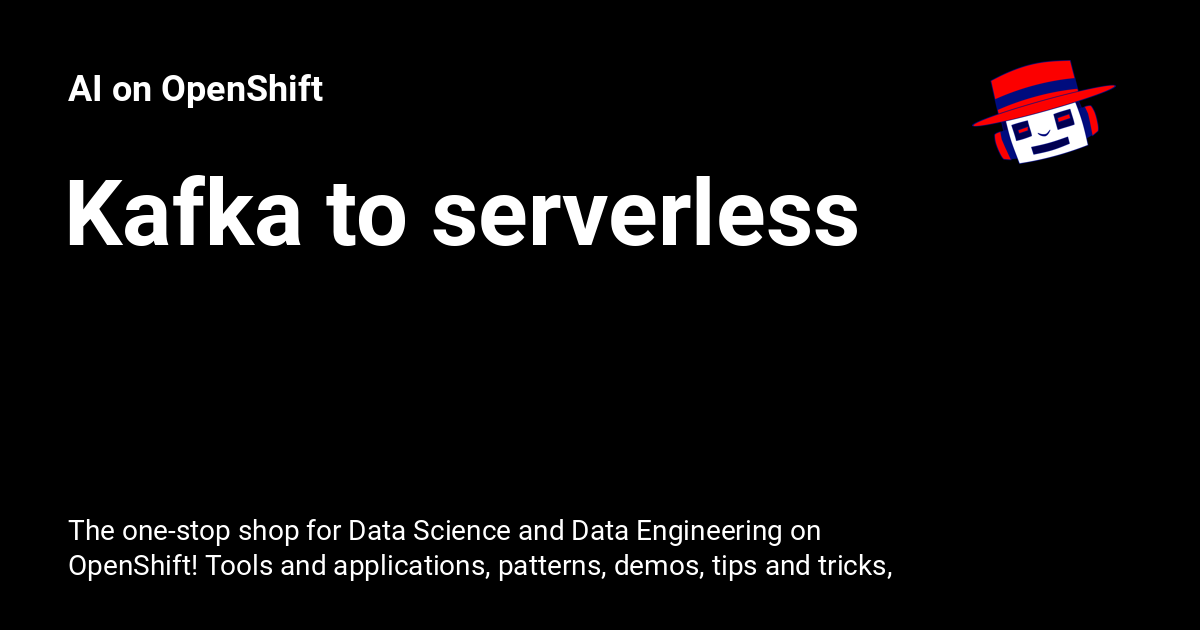 AI on OpenShift
Kafka to serverless
The one-stop shop for Data Science and Data Engineering on
OpenShift! Tools and applications, patterns, demos, tips and tricks,